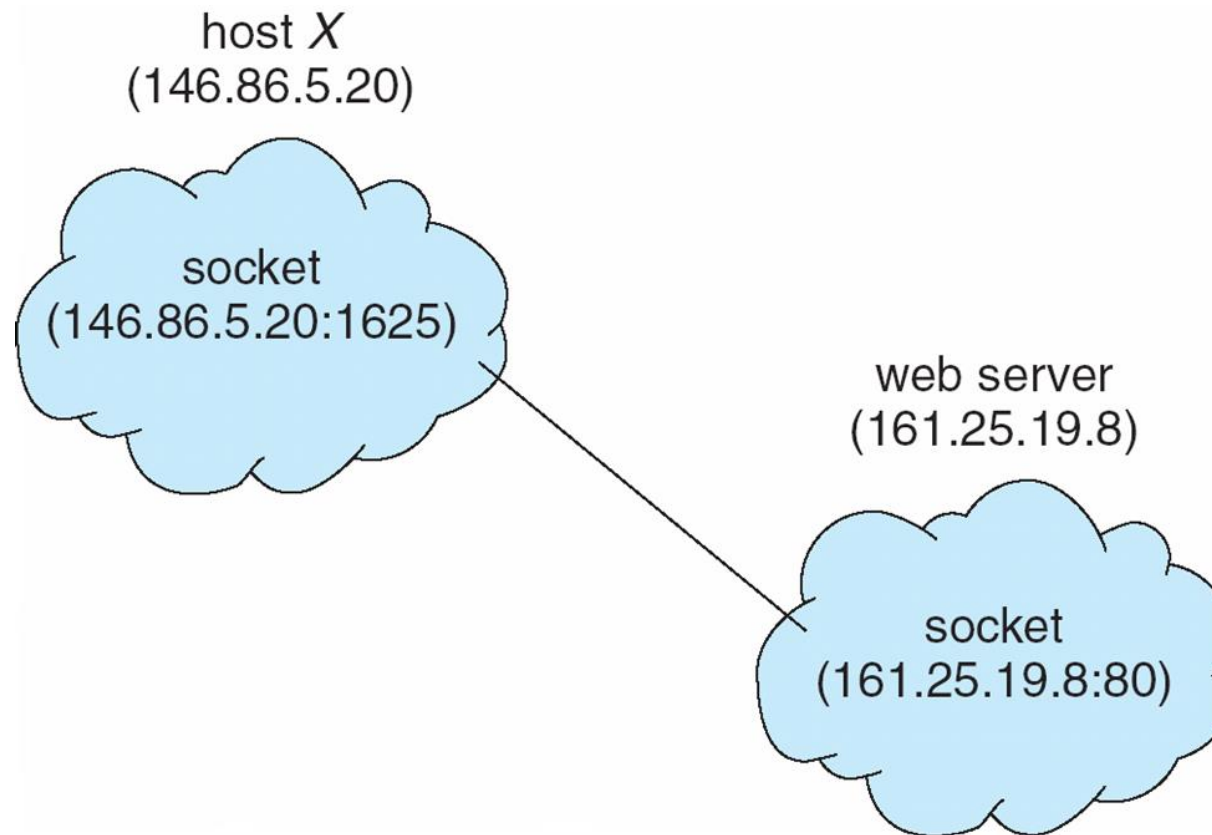 host X
(146.86.5.20)
socket
(146.86.5.20:1625)
web server
(161.25.19.8)
socket
(161.25.19.8:80)